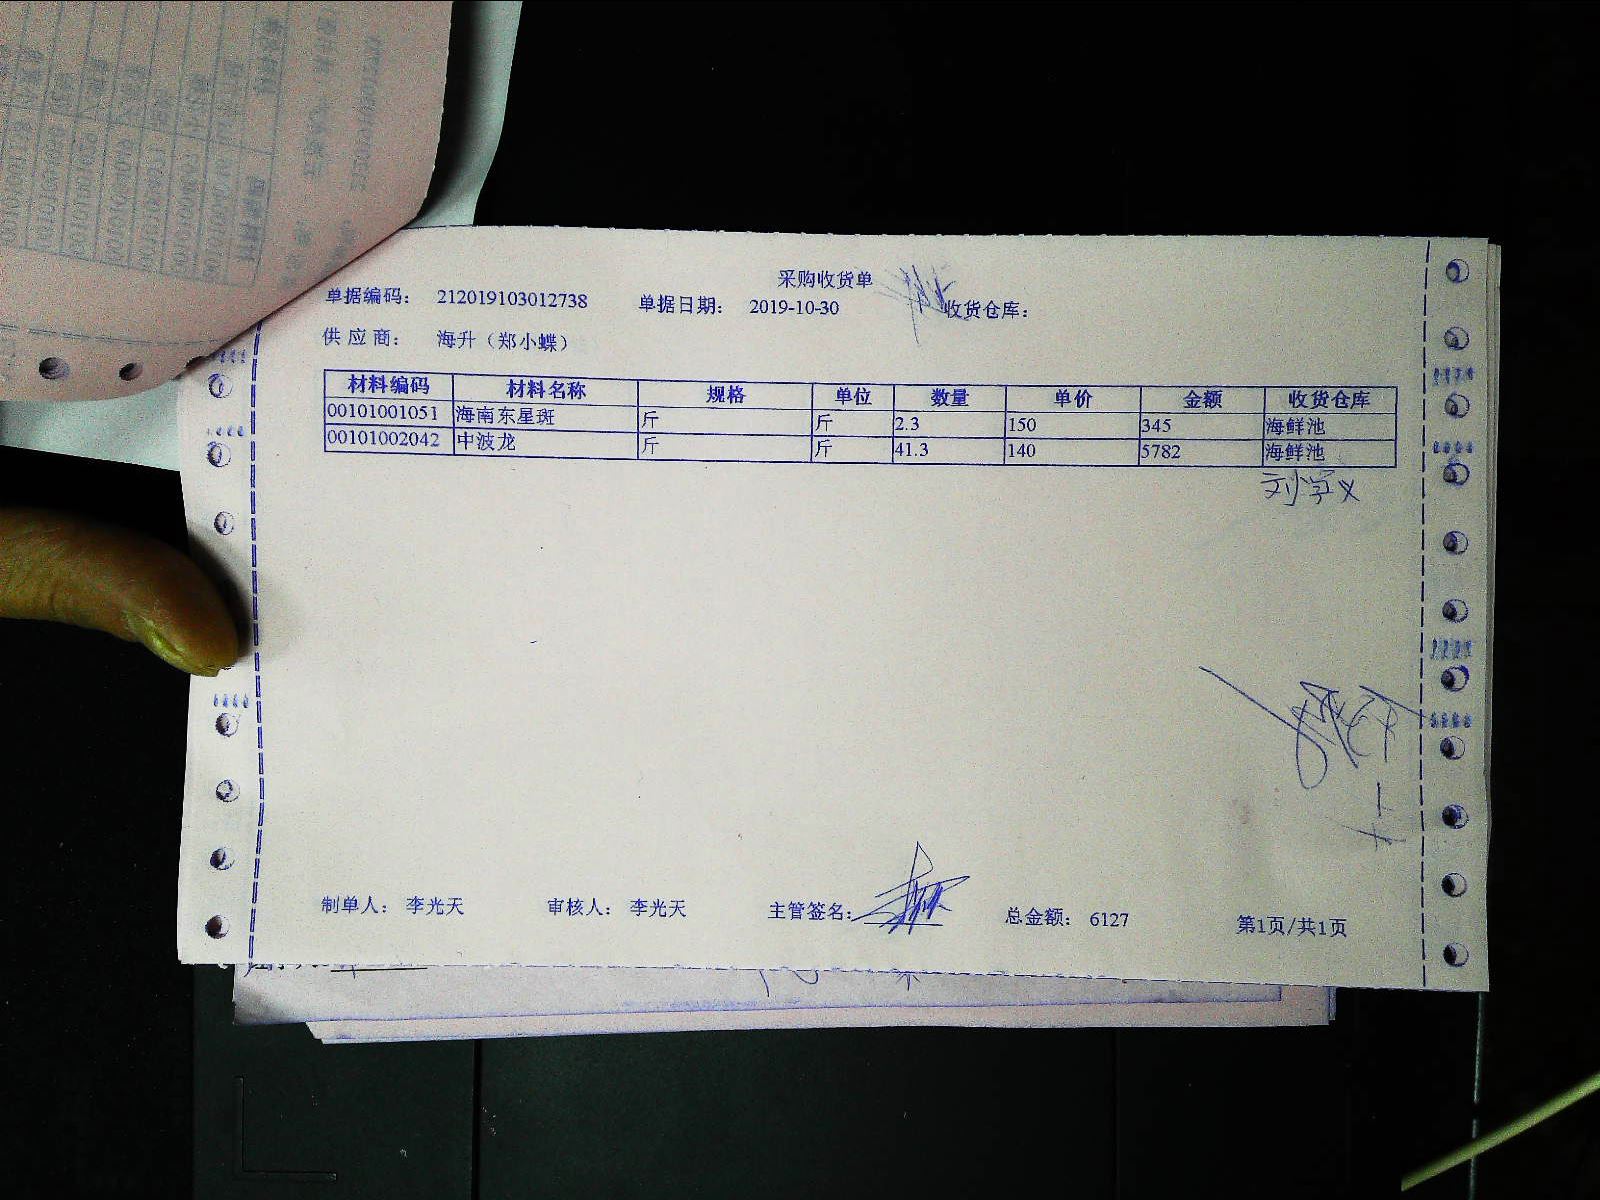 采购收货单
单据编码： 212019103012738 单据日期： 2019-10-30 收货仓库：
供应商： 海升（郑小蝶）
材料编码 材料名称 规格 单位 数量 单价 金额 收货仓库
00101001051 海南东星斑 斤 斤 2.3 150 345 海鲜池
00101002042 中波龙 斤 斤 41.3 140 5782 海鲜池
制单人： 李光天 审核人： 李光天 主管签名： 总金额： 6127 第1页/共1页